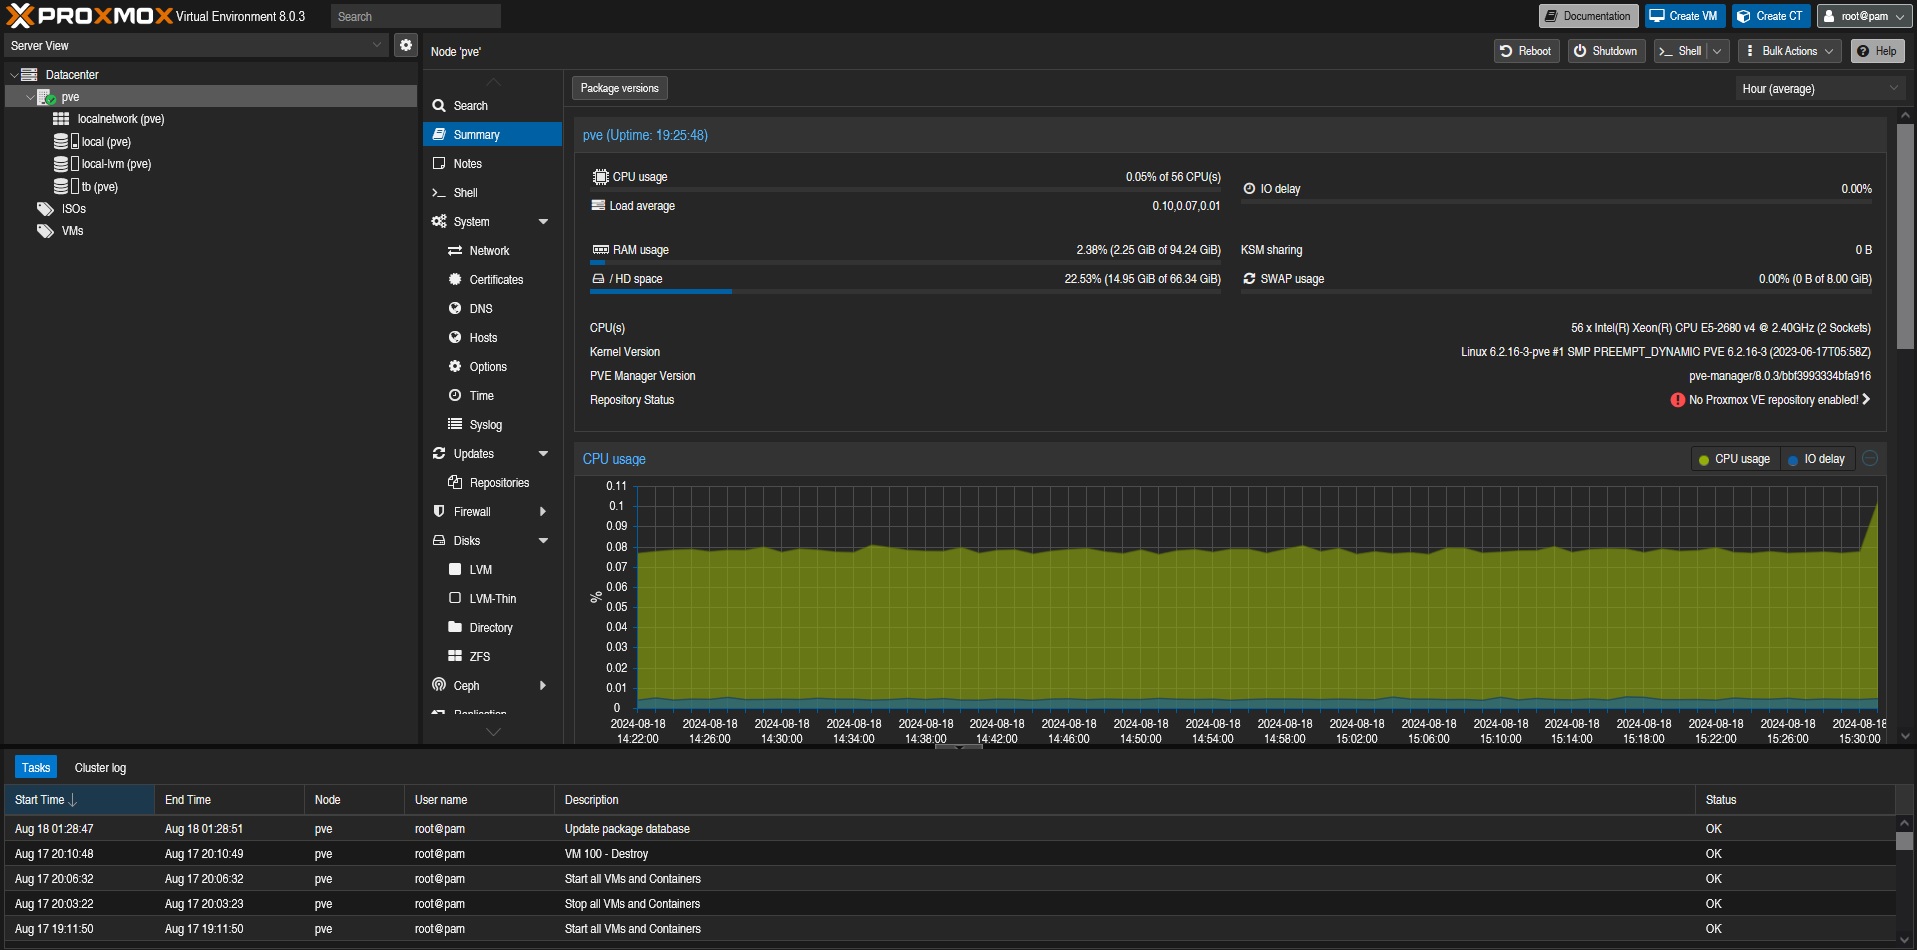 PROXMOX Virtual Environment 8.0.3
Search
Documentation
Create VM
Create CT
root@pam
Server View
Datacenter
pve
localnetwork (pve)
local (pve)
local-lvm (pve)
tb (pve)
ISOs
VMs
Node 'pve'
Reboot
Shutdown
Shell
Bulk Actions
Help
Search
Summary
Notes
Shell
System
Network
Certificates
DNS
Hosts
Options
Time
Syslog
Updates
Repositories
Firewall
Disks
LVM
LVM-Thin
Directory
ZFS
Ceph
Replication
Package versions
Hour (average)
pve (Uptime: 19:25:48)
CPU usage 0.05% of 56 CPU(s)
IO delay 0.00%
Load average 0.10,0.07,0.01
RAM usage 2.38% (2.25 GiB of 94.24 GiB)
KSM sharing 0 B
/ HD space 22.53% (14.95 GiB of 66.34 GiB)
SWAP usage 0.00% (0 B of 8.00 GiB)
CPU(s) 56 x Intel(R) Xeon(R) CPU E5-2680 v4 @ 2.40GHz (2 Sockets)
Kernel Version Linux 6.2.16-3-pve #1 SMP PREEMPT_DYNAMIC PVE 6.2.16-3 (2023-06-17T05:58Z)
PVE Manager Version pve-manager/8.0.3/bbf3993334bfa916
Repository Status No Proxmox VE repository enabled!
CPU usage
CPU usage IO delay
0.11
0.1
0.09
0.08
0.07
0.06
0.05
0.04
0.03
0.02
0.01
0
%
2024-08-18 2024-08-18 2024-08-18 2024-08-18 2024-08-18 2024-08-18 2024-08-18 2024-08-18 2024-08-18 2024-08-18 2024-08-18 2024-08-18 2024-08-18 2024-08-18 2024-08-18 2024-08-18 2024-08-18 2024-08-18
14:22:00 14:26:00 14:30:00 14:34:00 14:38:00 14:42:00 14:46:00 14:50:00 14:54:00 14:58:00 15:02:00 15:06:00 15:10:00 15:14:00 15:18:00 15:22:00 15:26:00 15:30:00
Tasks Cluster log
Start Time End Time Node User name Description Status
Aug 18 01:28:47 Aug 18 01:28:51 pve root@pam Update package database OK
Aug 17 20:10:48 Aug 17 20:10:49 pve root@pam VM 100 - Destroy OK
Aug 17 20:06:32 Aug 17 20:06:32 pve root@pam Start all VMs and Containers OK
Aug 17 20:03:22 Aug 17 20:03:23 pve root@pam Stop all VMs and Containers OK
Aug 17 19:11:50 Aug 17 19:11:50 pve root@pam Start all VMs and Containers OK